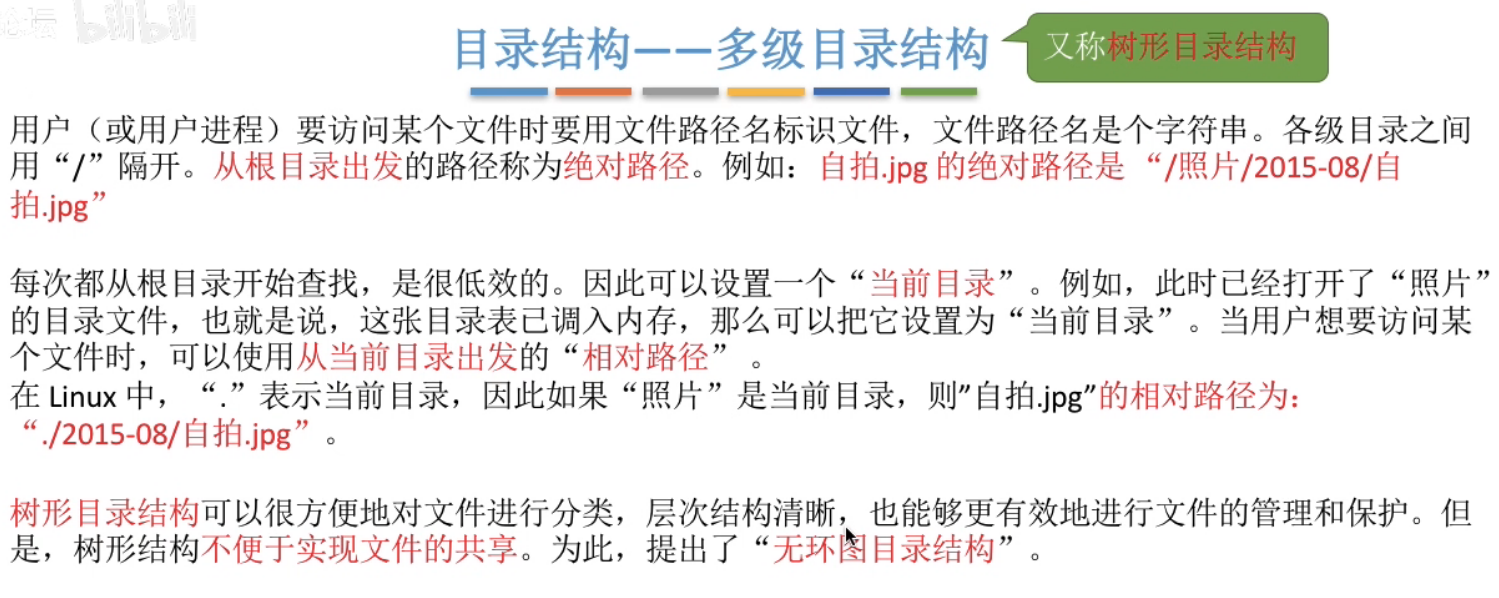 论坛 bilibili
目录结构——多级目录结构
又称树形目录结构
用户（或用户进程）要访问某个文件时要用文件路径名标识文件，文件路径名是个字符串。各级目录之间
用“/”隔开。从根目录出发的路径称为绝对路径。例如：自拍.jpg 的绝对路径是 “/照片/2015-08/自
拍.jpg”
每次都从根目录开始查找，是很低效的。因此可以设置一个“当前目录”。例如，此时已经打开了“照片”
的目录文件，也就是说，这张目录表已调入内存，那么可以把它设置为“当前目录”。当用户想要访问某
个文件时，可以使用从当前目录出发的“相对路径” 。
在 Linux 中，“.”表示当前目录，因此如果“照片”是当前目录，则”自拍.jpg”的相对路径为：
“./2015-08/自拍.jpg” 。
树形目录结构可以很方便地对文件进行分类，层次结构清晰，也能够更有效地进行文件的管理和保护。但
是，树形结构不便于实现文件的共享。为此，提出了“无环图目录结构”。